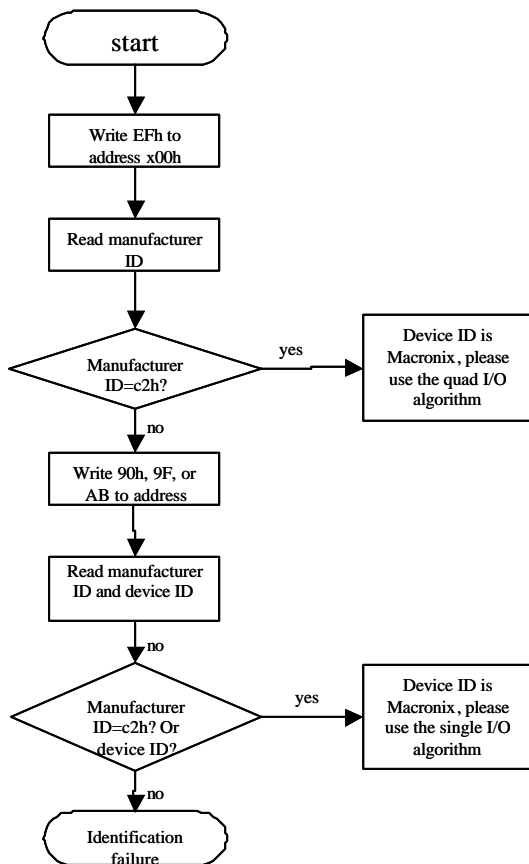 start
Write EFh to
address x00h
Read manufacturer
ID
Manufacturer
ID=c2h?
yes
Device ID is
Macronix, please
use the quad I/O
algorithm
no
Write 90h, 9F, or
AB to address
Read manufacturer
ID and device ID
no
Manufacturer
ID=c2h? Or
device ID?
yes
Device ID is
Macronix, please
use the single I/O
algorithm
no
Identification
failure